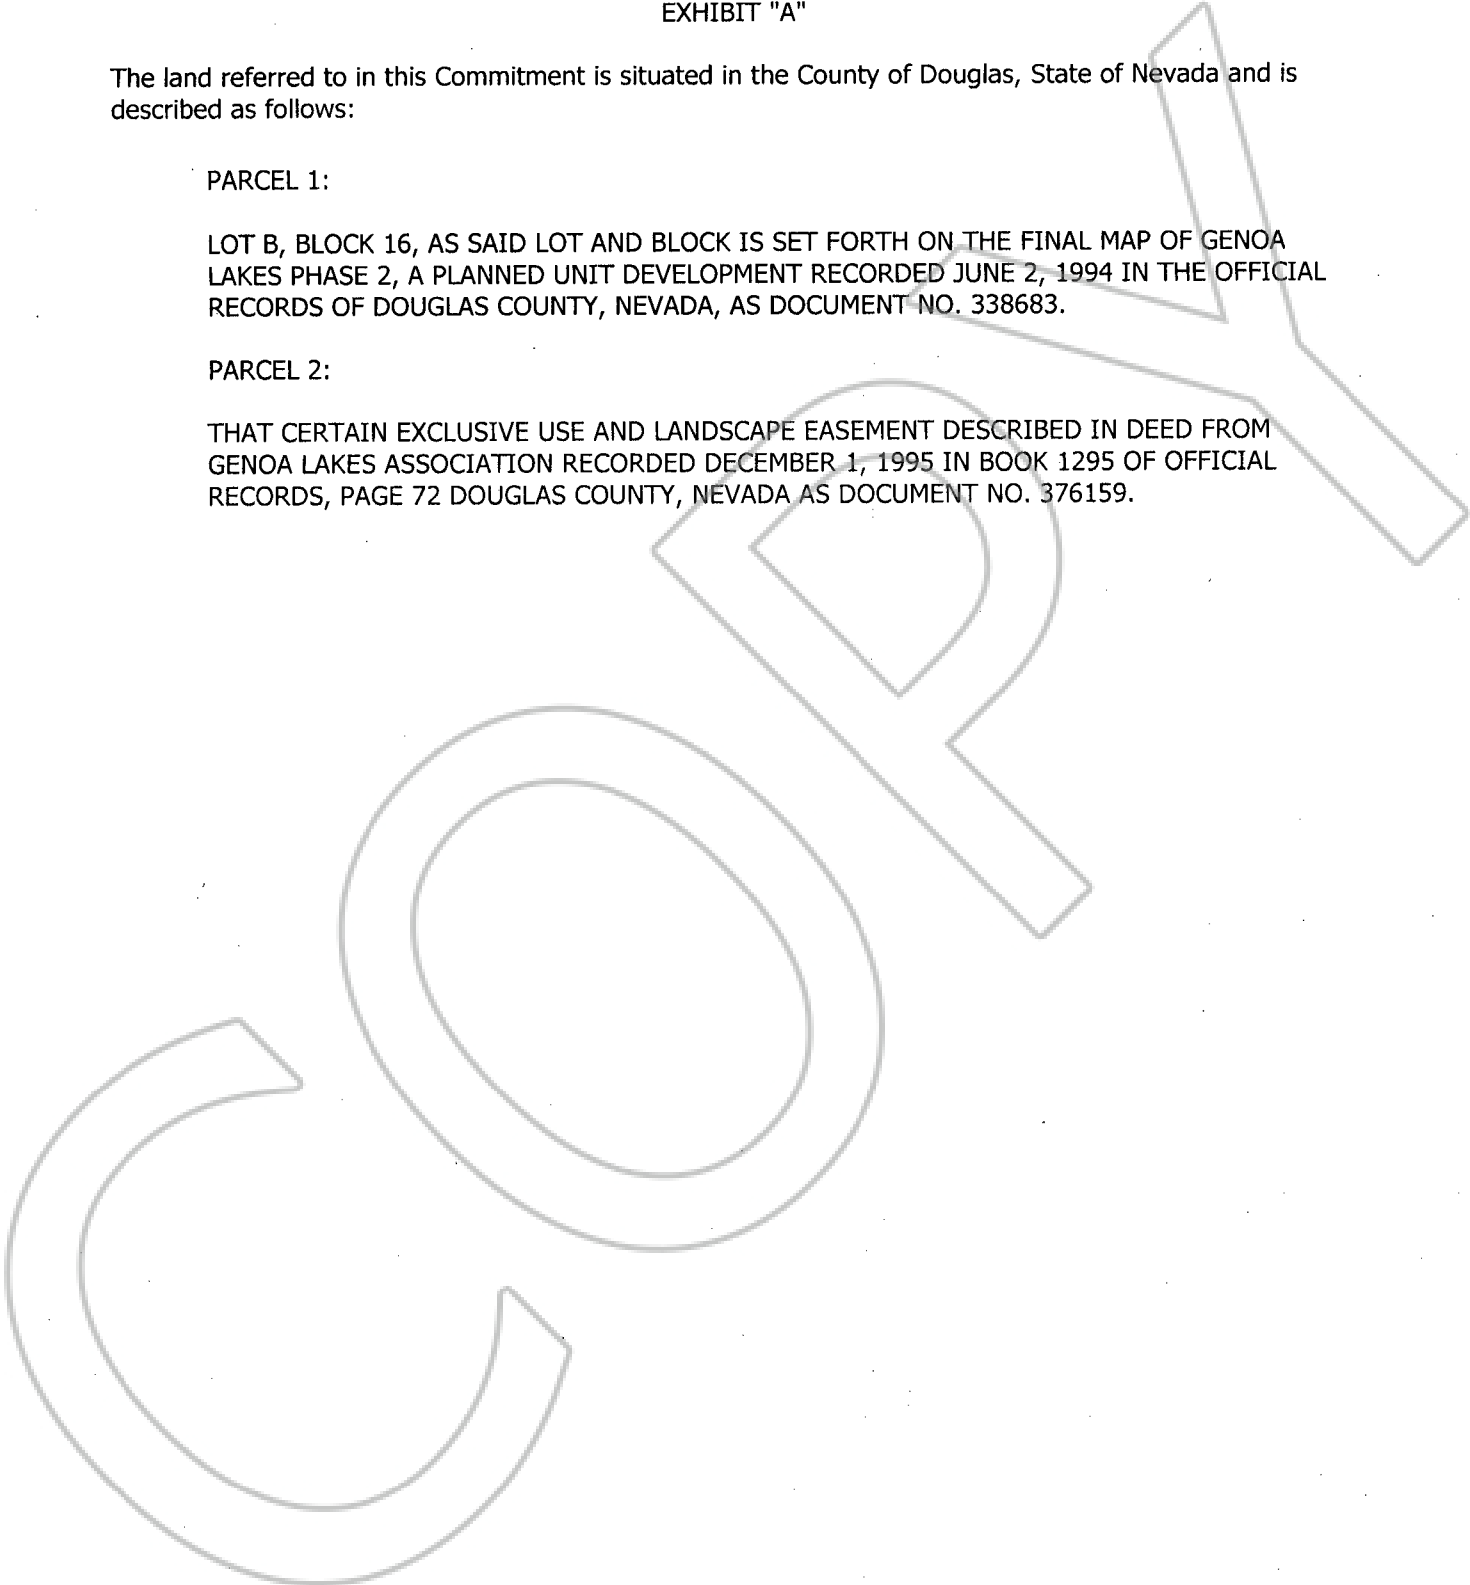 EXHIBIT "A"
The land referred to in this Commitment is situated in the County of Douglas, State of Nevada and is
described as follows:
PARCEL 1:
LOT B, BLOCK 16, AS SAID LOT AND BLOCK IS SET FORTH ON THE FINAL MAP OF GENOA
LAKES PHASE 2, A PLANNED UNIT DEVELOPMENT RECORDED JUNE 2, 1994 IN THE OFFICIAL
RECORDS OF DOUGLAS COUNTY, NEVADA, AS DOCUMENT NO. 338683.
PARCEL 2:
THAT CERTAIN EXCLUSIVE USE AND LANDSCAPE EASEMENT DESCRIBED IN DEED FROM
GENOA LAKES ASSOCIATION RECORDED DECEMBER 1, 1995 IN BOOK 1295 OF OFFICIAL
RECORDS, PAGE 72 DOUGLAS COUNTY, NEVADA AS DOCUMENT NO. 376159.
COPY